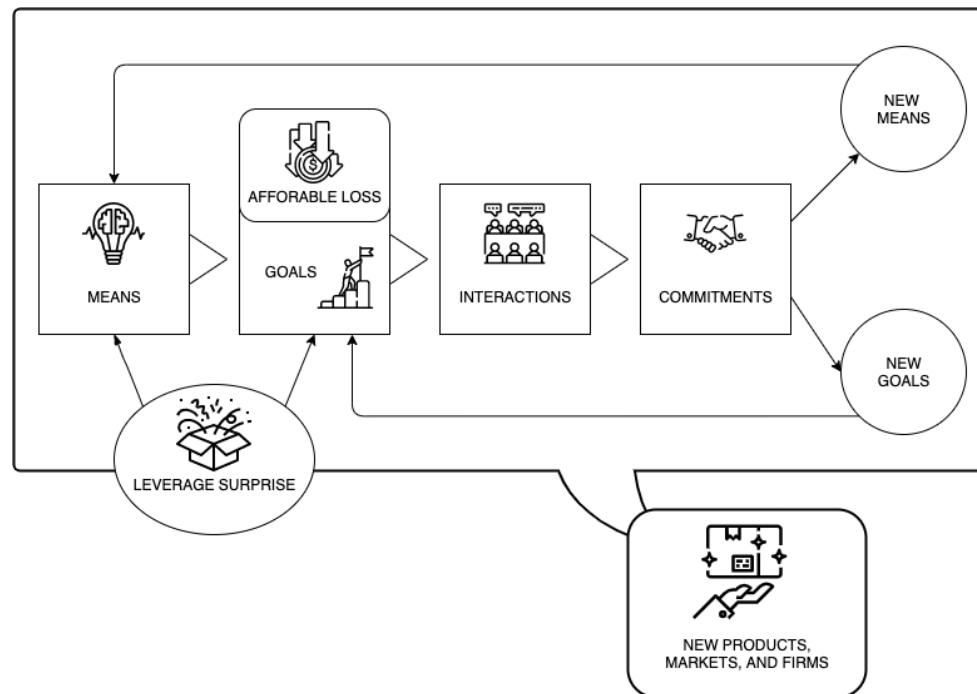 NEW
MEANS
AFFORABLE LOSS
MEANS
GOALS
INTERACTIONS
COMMITMENTS
NEW
GOALS
LEVERAGE SURPRISE
NEW PRODUCTS,
MARKETS, AND FIRMS